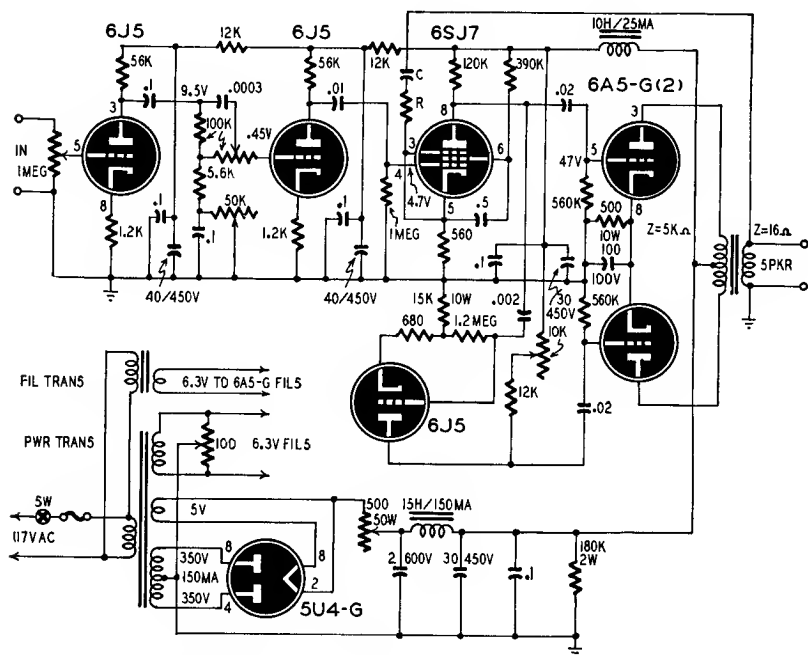 6J5
6J5
6SJ7
10H/25MA
12K
12K
56K
56K
120K
390K
C
R
6A5-G(2)
.1
9.5V
.0003
.01
.02
3
3
8
3
100K
.45V
3
6
5
IN
1MEG
5
5.6K
4
4.7V
47V
560K
8
8
5
.5
500
10W
Z=5K Ω
Z=16 Ω
50K
1MEG
1.2K
.1
.1
1.2K
.1
560
.1
100
100V
5PKR
40/450V
40/450V
15K
10W
.002
30
450V
560K
680
1.2MEG
10K
FIL TRANS
6.3V TO 6A5-G FILS
12K
.02
6J5
PWR TRANS
100
6.3V FILS
5W
117VAC
5V
500
50W
15H/150MA
350V
8
8
150MA
2
2
600V
30
450V
.1
180K
2W
350V
4
5U4-G